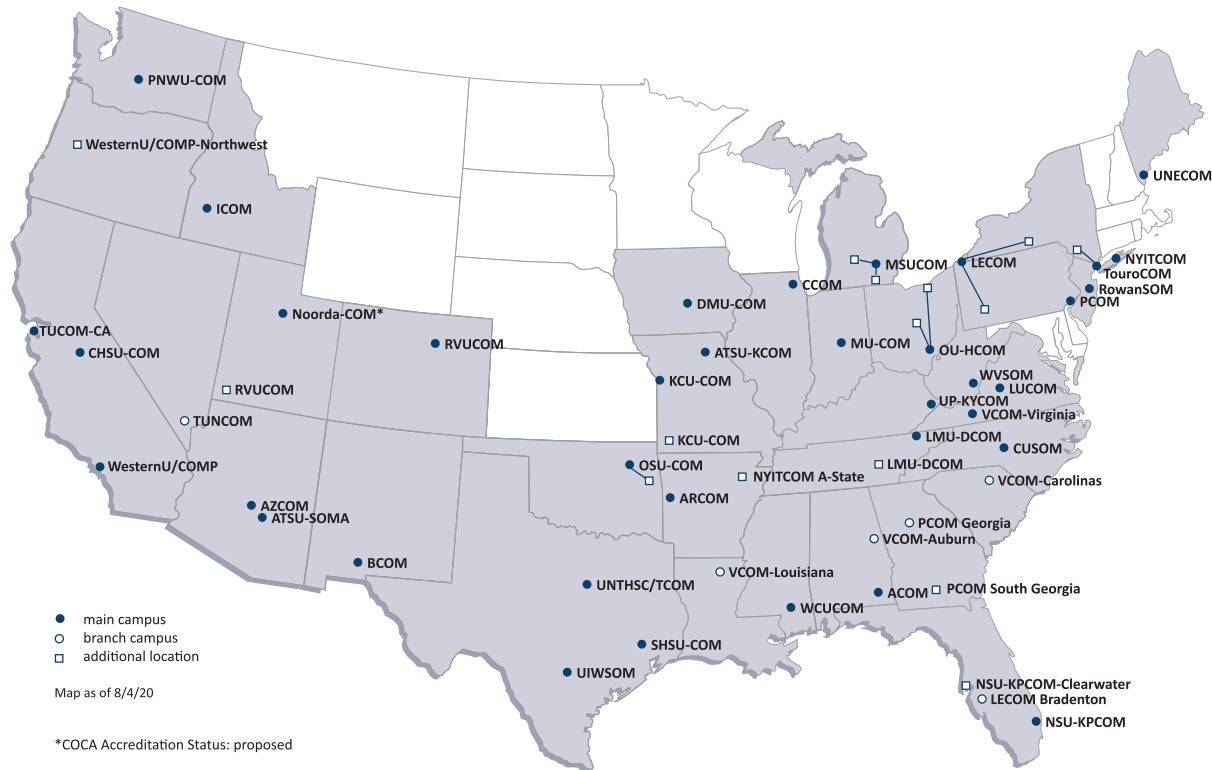 PNWU-COM
WesternU/COMP-Northwest
UNECOM
ICOM
NYITCOM
MSUCOM
LECOM
TouroCOM
CCOM
RowanSOM
PCOM
DMU-COM
Noorda-COM*
TUCOM-CA
RVUCOM
MU-COM
OU-HCOM
CHSU-COM
ATSU-KCOM
WVSOM
KCU-COM
LUCOM
RVUCOM
UP-KYCOM
VCOM-Virginia
TUNCOM
LMU-DCOM
KCU-COM
CUSOM
WesternU/COMP
OSU-COM
LMU-DCOM
NYITCOM A-State
VCOM-Carolinas
ARCOM
AZCOM
ATSU-SOMA
PCOM Georgia
VCOM-Auburn
BCOM
VCOM-Louisiana
UNTHSC/TCOM
ACOM
PCOM South Georgia
WCUCOM
main campus
branch campus
SHSU-COM
additional location
UIWSOM
NSU-KPCOM-Clearwater
Map as of 8/4/20
LECOM Bradenton
NSU-KPCOM
*COCA Accreditation Status: proposed